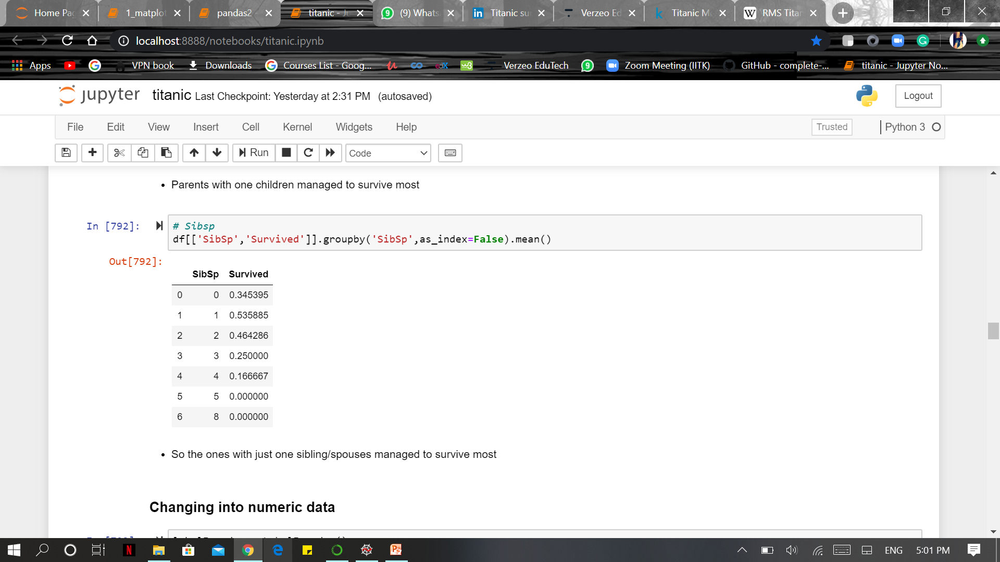 Home Pag
1_matplot
pandas2 -
titanic - Ju
(9) Whats
Titanic su
Verzeo Ed
Titanic M
RMS Titan
localhost:8888/notebooks/titanic.ipynb
Apps
VPN book
Downloads
Courses List - Goog...
Verzeo EduTech
Zoom Meeting (IITK)
GitHub - complete-...
titanic - Jupyter No...
jupyter titanic Last Checkpoint: Yesterday at 2:31 PM (autosaved)
Logout
File Edit View Insert Cell Kernel Widgets Help
Trusted
Python 3
Run
Code
• Parents with one children managed to survive most
In [792]:
# Sibsp
df[['SibSp','Survived']].groupby('SibSp',as_index=False).mean()
Out[792]:
SibSp Survived
0 0 0.345395
1 1 0.535885
2 2 0.464286
3 3 0.250000
4 4 0.166667
5 5 0.000000
6 8 0.000000
• So the ones with just one sibling/spouses managed to survive most
Changing into numeric data
ENG 5:01 PM